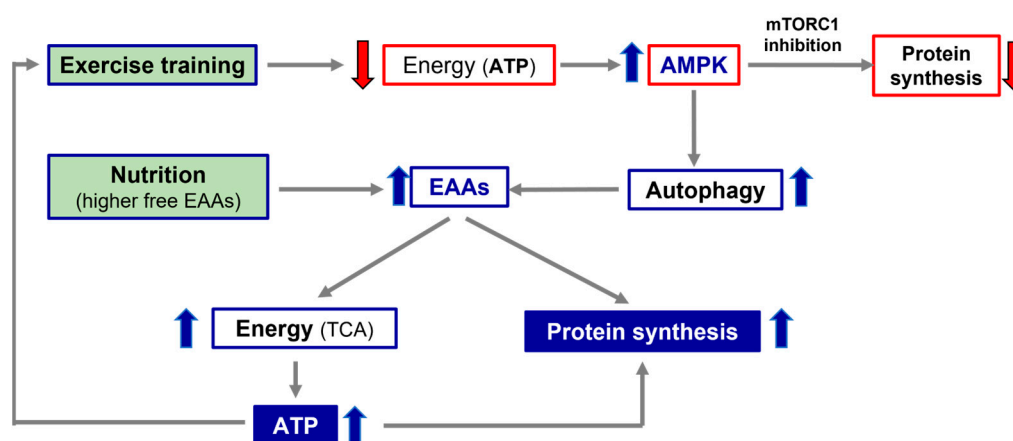 mTORC1
inhibition
Exercise training
Energy (ATP)
AMPK
Protein
synthesis
Nutrition
(higher free EAAs)
EAAs
Autophagy
Energy (TCA)
Protein synthesis
ATP